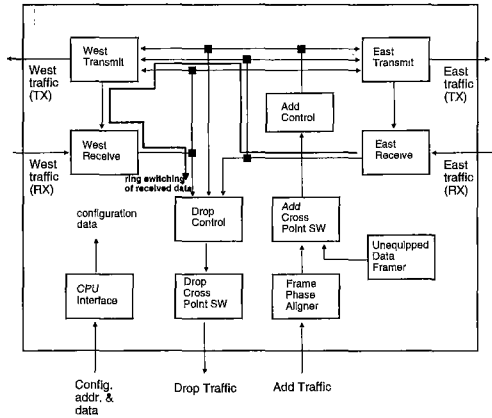 West
Transmit
East
Transmit
West
traffic
(TX)
East
traffic
(TX)
Add
Control
West
Receive
East
Receive
West
traffic
(RX)
East
traffic
(RX)
ring switching
of received data
configuration
data
Drop
Control
Add
Cross
Point SW
Unequipped
Data
Framer
CPU
Interface
Drop
Cross
Point SW
Frame
Phase
Aligner
Config.
addr. &
data
Drop Traffic
Add Traffic